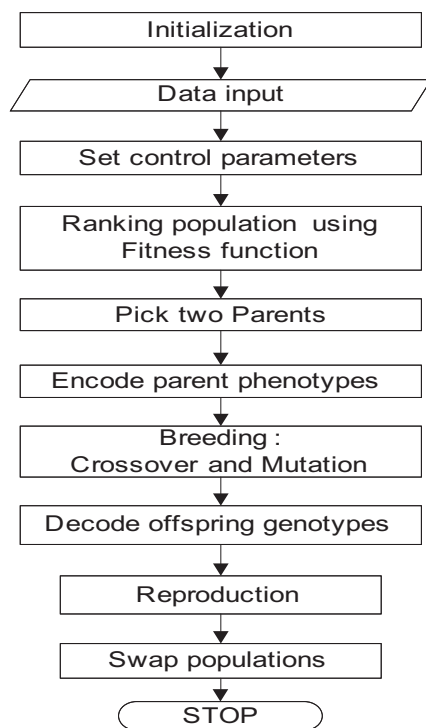 Initialization
Data input
Set control parameters
Ranking population using
Fitness function
Pick two Parents
Encode parent phenotypes
Breeding :
Crossover and Mutation
Decode offspring genotypes
Reproduction
Swap populations
STOP